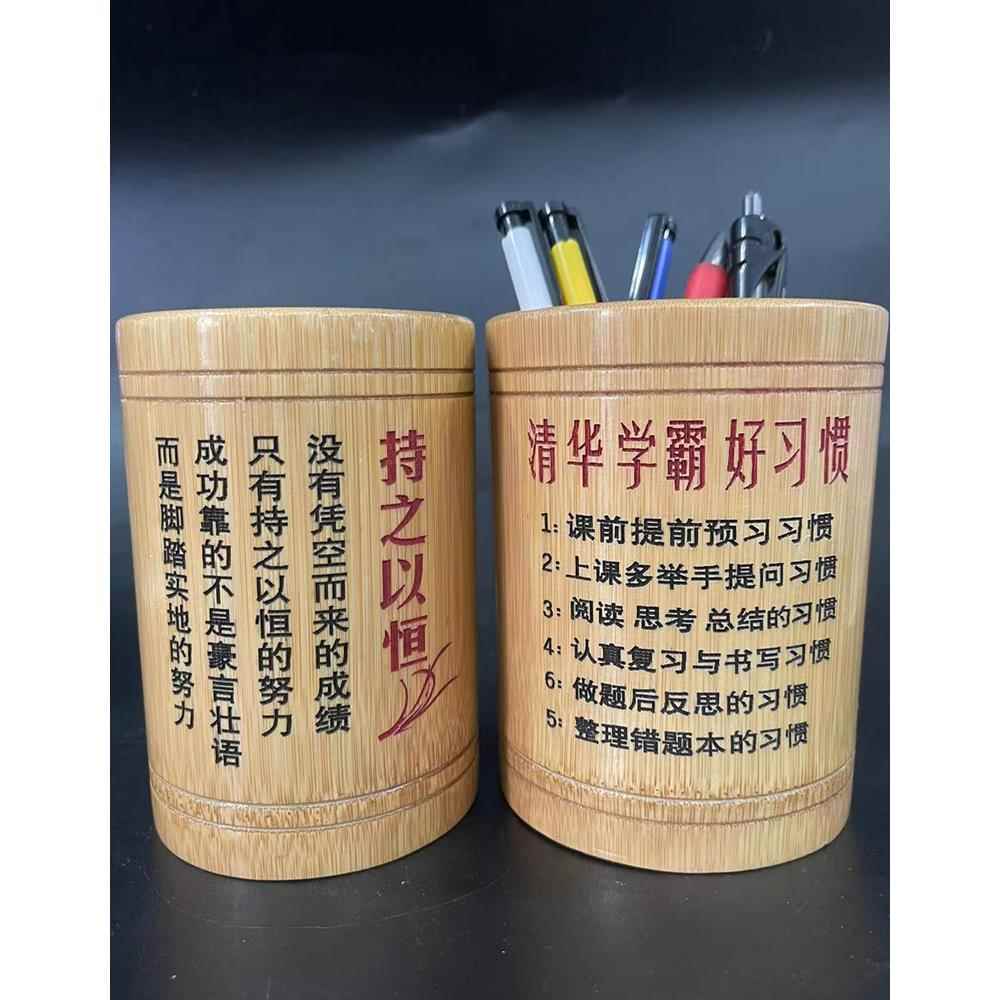 持之以恒
没有凭空而来的成绩
只有持之以恒的努力
成功靠的不是豪言壮语
而是脚踏实地的努力
清华学霸 好习惯
1: 课前提前预习习惯
2: 上课多举手提问习惯
3: 阅读 思考 总结的习惯
4: 认真复习与书写习惯
6: 做题后反思的习惯
5: 整理错题本的习惯